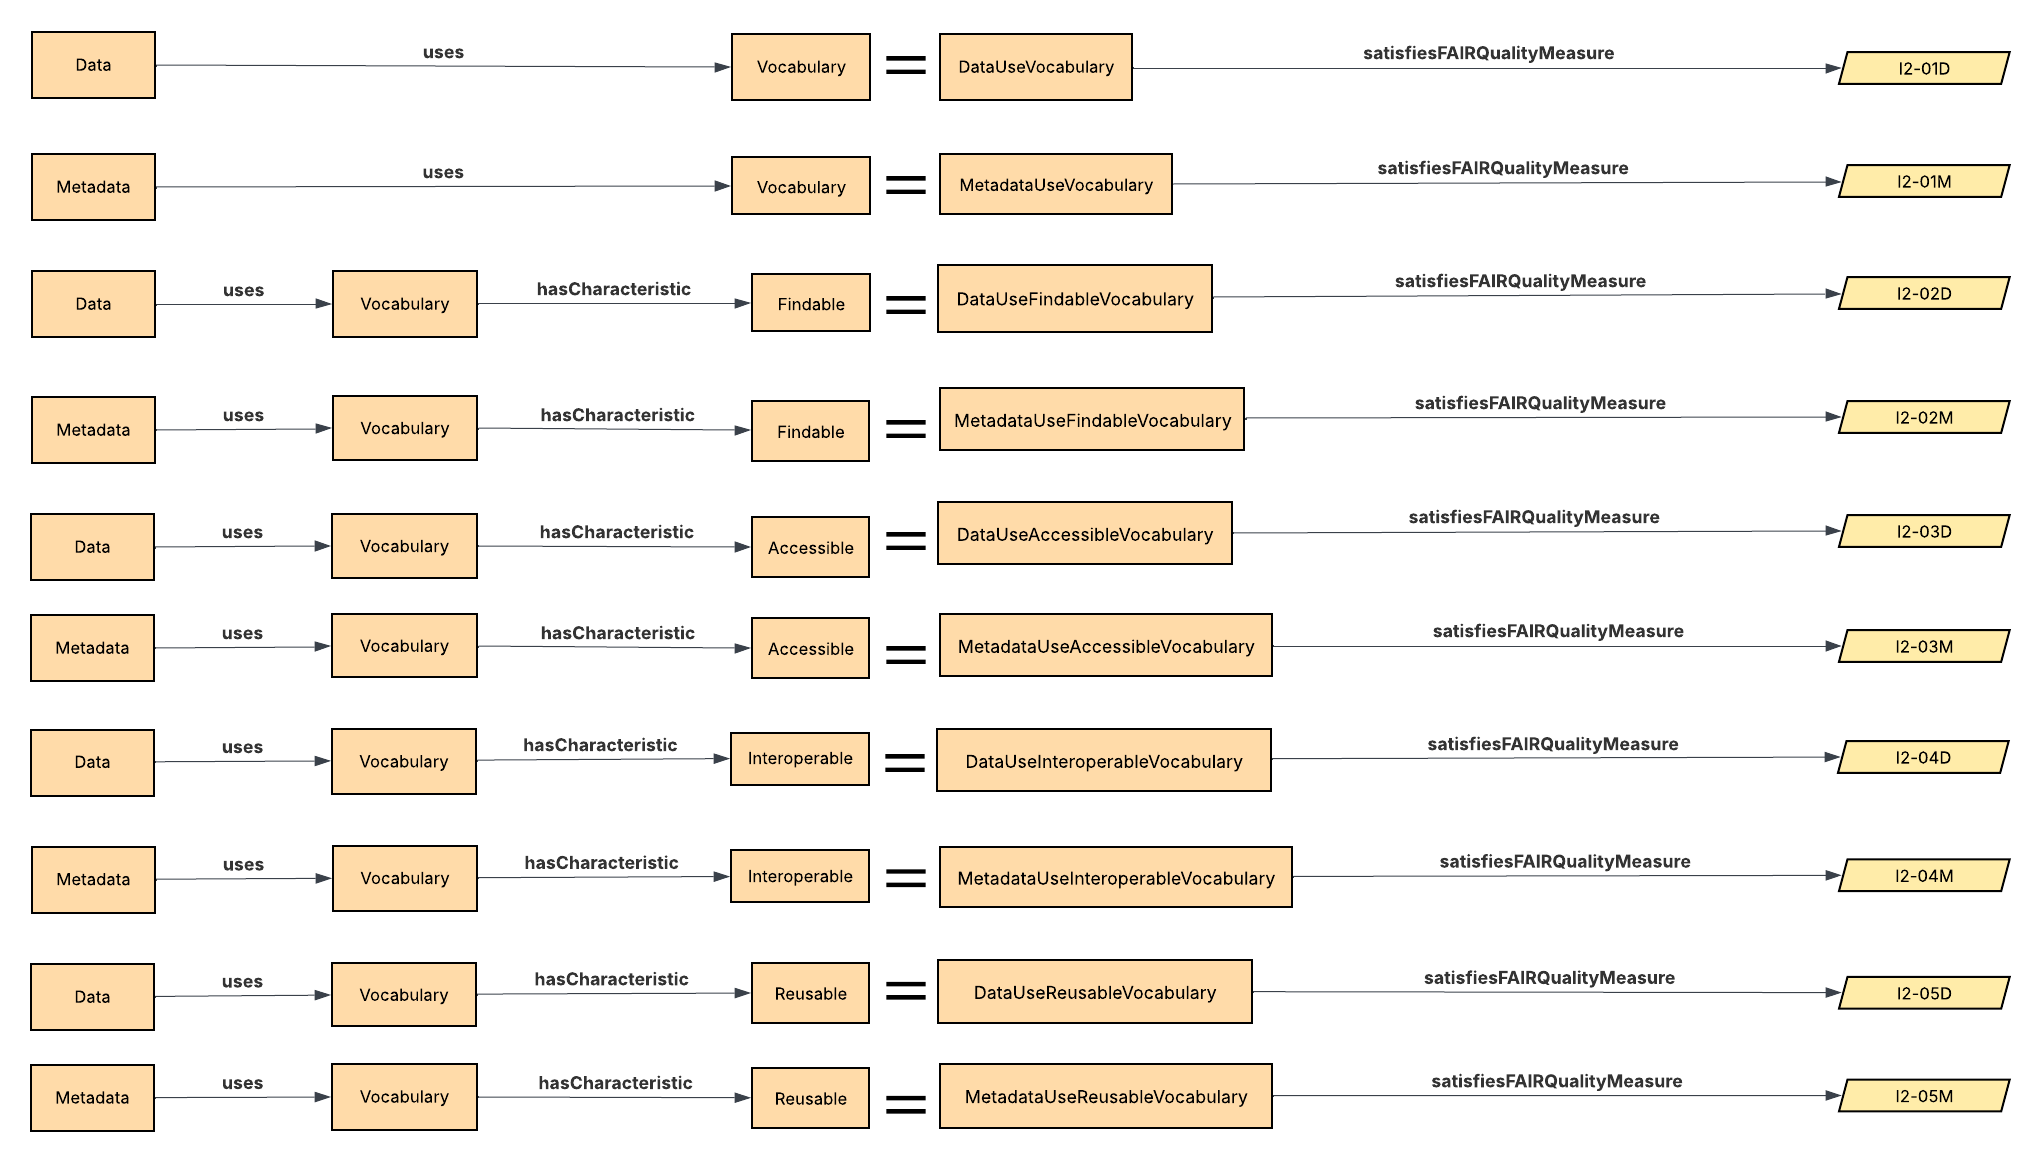 Data uses Vocabulary = DataUseVocabulary satisfiesFAIRQualityMeasure I2-01D
Metadata uses Vocabulary = MetadataUseVocabulary satisfiesFAIRQualityMeasure I2-01M
Data uses Vocabulary hasCharacteristic Findable = DataUseFindableVocabulary satisfiesFAIRQualityMeasure I2-02D
Metadata uses Vocabulary hasCharacteristic Findable = MetadataUseFindableVocabulary satisfiesFAIRQualityMeasure I2-02M
Data uses Vocabulary hasCharacteristic Accessible = DataUseAccessibleVocabulary satisfiesFAIRQualityMeasure I2-03D
Metadata uses Vocabulary hasCharacteristic Accessible = MetadataUseAccessibleVocabulary satisfiesFAIRQualityMeasure I2-03M
Data uses Vocabulary hasCharacteristic Interoperable = DataUseInteroperableVocabulary satisfiesFAIRQualityMeasure I2-04D
Metadata uses Vocabulary hasCharacteristic Interoperable = MetadataUseInteroperableVocabulary satisfiesFAIRQualityMeasure I2-04M
Data uses Vocabulary hasCharacteristic Reusable = DataUseReusableVocabulary satisfiesFAIRQualityMeasure I2-05D
Metadata uses Vocabulary hasCharacteristic Reusable = MetadataUseReusableVocabulary satisfiesFAIRQualityMeasure I2-05M